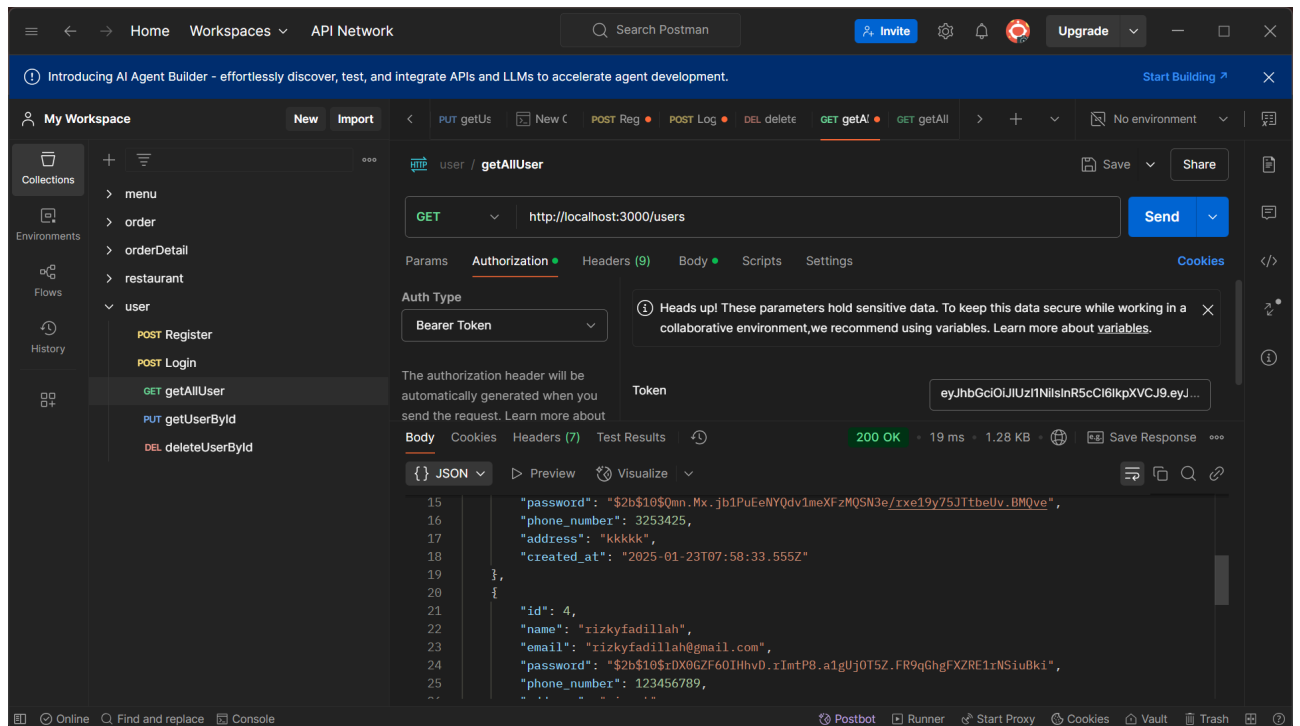 Home Workspaces API Network Search Postman Invite Upgrade
Introducing AI Agent Builder - effortlessly discover, test, and integrate APIs and LLMs to accelerate agent development. Start Building
My Workspace New Import PUT getUs New C POST Reg POST Log DEL delete GET getA GET getAll No environment
Collections
Environments
Flows
History
menu
order
orderDetail
restaurant
user
POST Register
POST Login
GET getAllUser
PUT getUserById
DEL deleteUserById
HTTP user / getAllUser Save Share
GET http://localhost:3000/users Send
Params Authorization Headers (9) Body Scripts Settings Cookies
Auth Type
Bearer Token
The authorization header will be
automatically generated when you
send the request. Learn more about
Heads up! These parameters hold sensitive data. To keep this data secure while working in a
collaborative environment,we recommend using variables. Learn more about variables.
Token eyJhbGciOiJIUzI1NiIsInR5cCI6IkpXVCJ9.eyJ...
Body Cookies Headers (7) Test Results 200 OK 19 ms 1.28 KB e.g. Save Response
{} JSON Preview Visualize
15 "password": "$2b$10$Qmn.Mx.jb1PuEeNYQdv1meXFzMQSN3e/rxe19y75JTtbeUv.BMQve",
16 "phone_number": 3253425,
17 "address": "kkkkk",
18 "created_at": "2025-01-23T07:58:33.555Z"
19 },
20 {
21 "id": 4,
22 "name": "rizkyfadillah",
23 "email": "rizkyfadillah@gmail.com",
24 "password": "$2b$10$rDX0GZF6OIHhvD.rImtP8.a1gUjOT5Z.FR9qGhgFXZRE1rNSiuBki",
25 "phone_number": 123456789,
Online Find and replace Console Postbot Runner Start Proxy Cookies Vault Trash